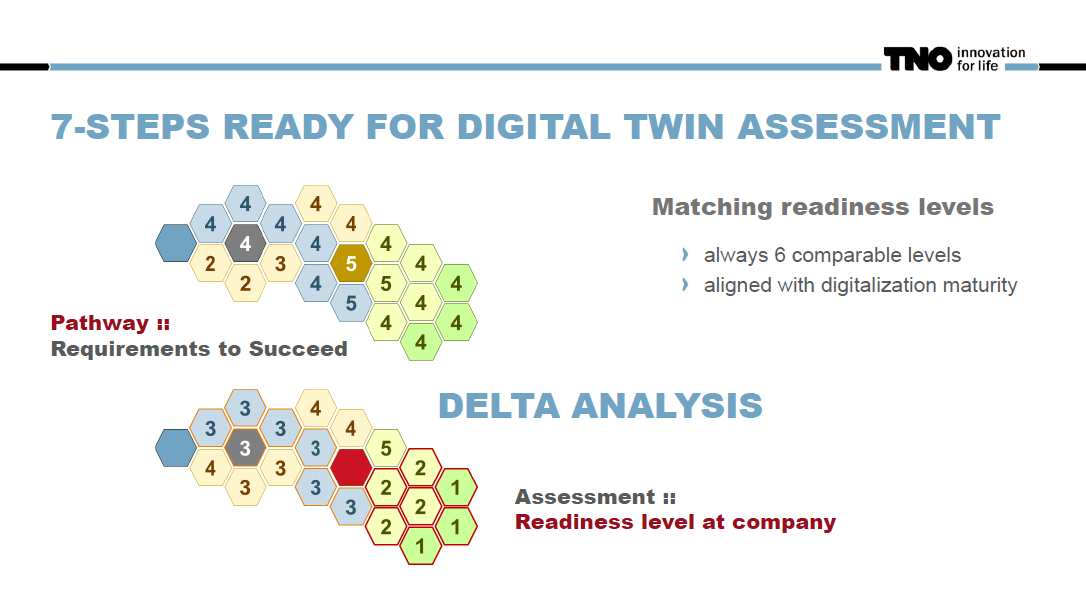 TNO innovation
for life
7-STEPS READY FOR DIGITAL TWIN ASSESSMENT
4 4
4 4 4
4 4 4
2 3 5 4
2 4 5 4
5 4
4 4
4
Matching readiness levels
› always 6 comparable levels
› aligned with digitalization maturity
Pathway ::
Requirements to Succeed
DELTA ANALYSIS
3 4
3 3 4
3 3 5
4 3 2
3 3 2 1
3 2
2 1
1
Assessment ::
Readiness level at company